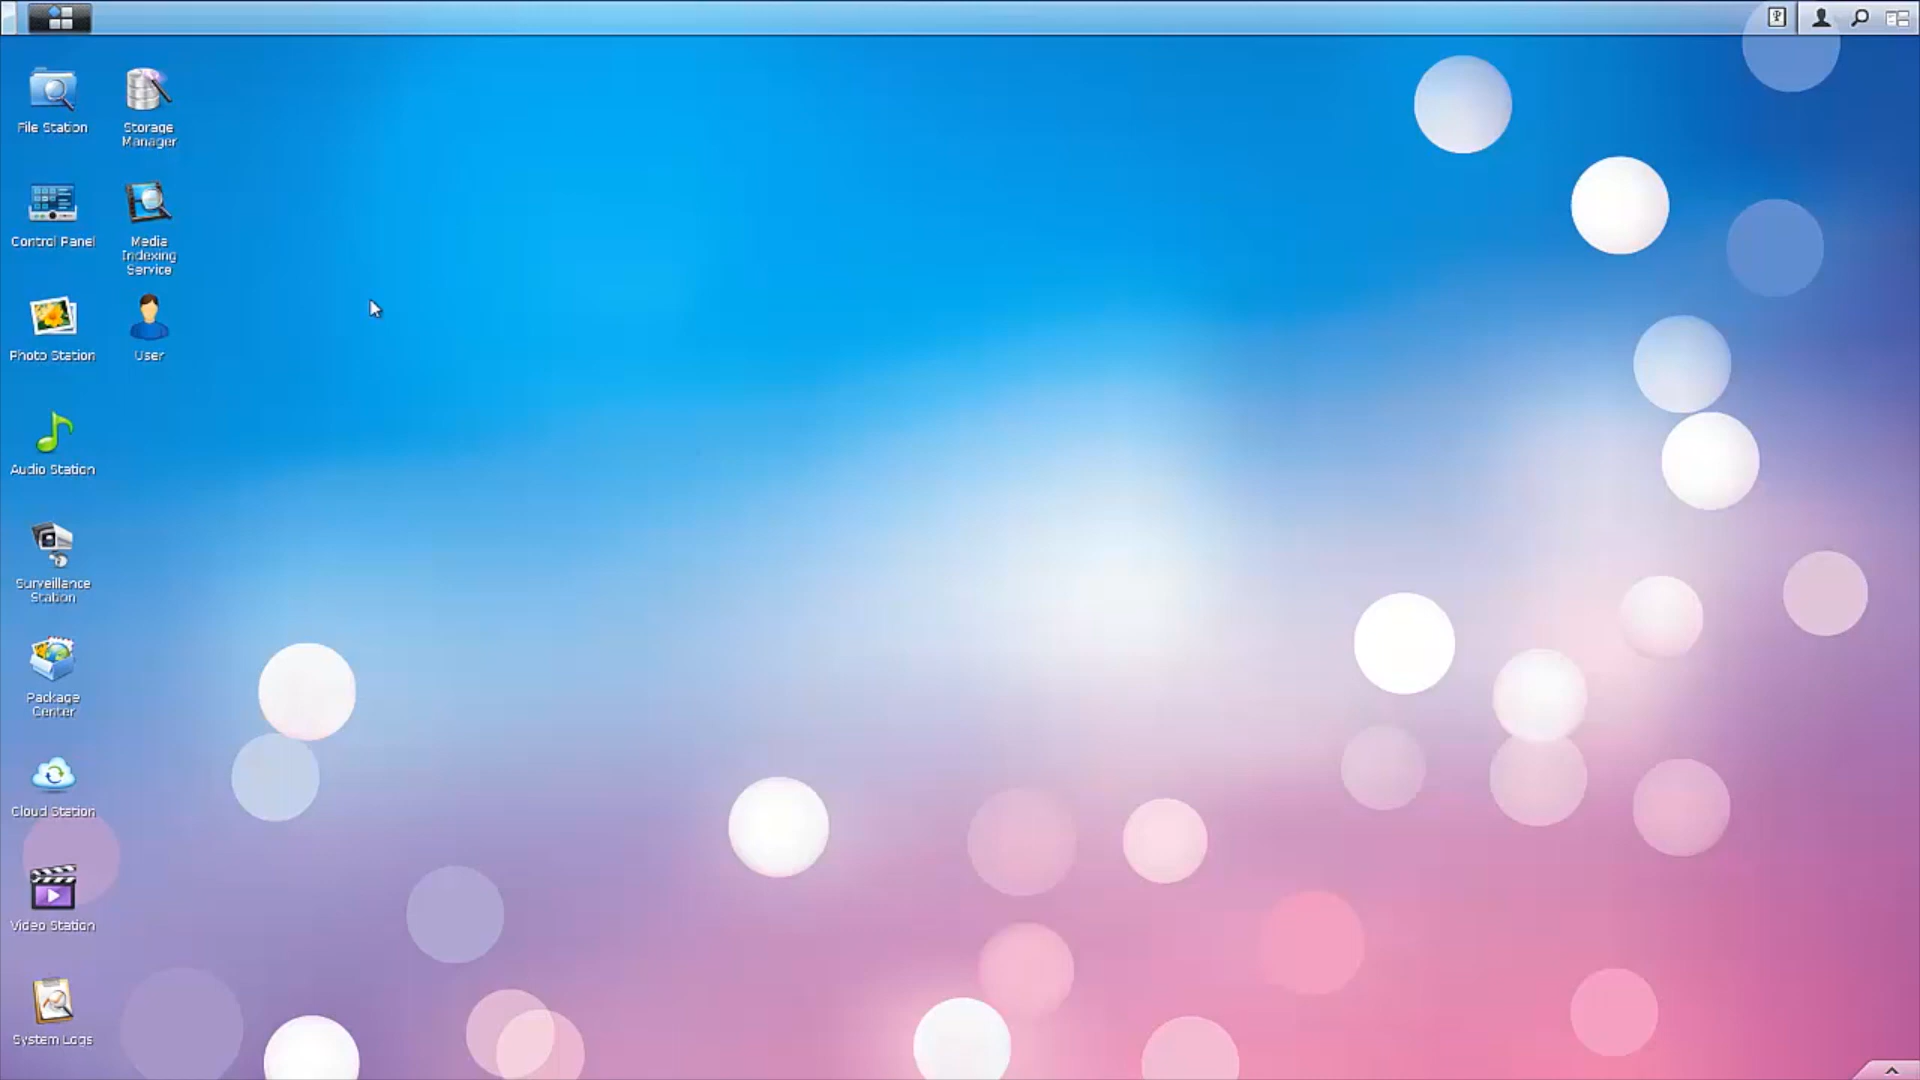 File Station
Storage
Manager
Control Panel
Media
Indexing
Service
Photo Station
User
Audio Station
Surveillance
Station
Package
Center
Cloud Station
Video Station
System Logs